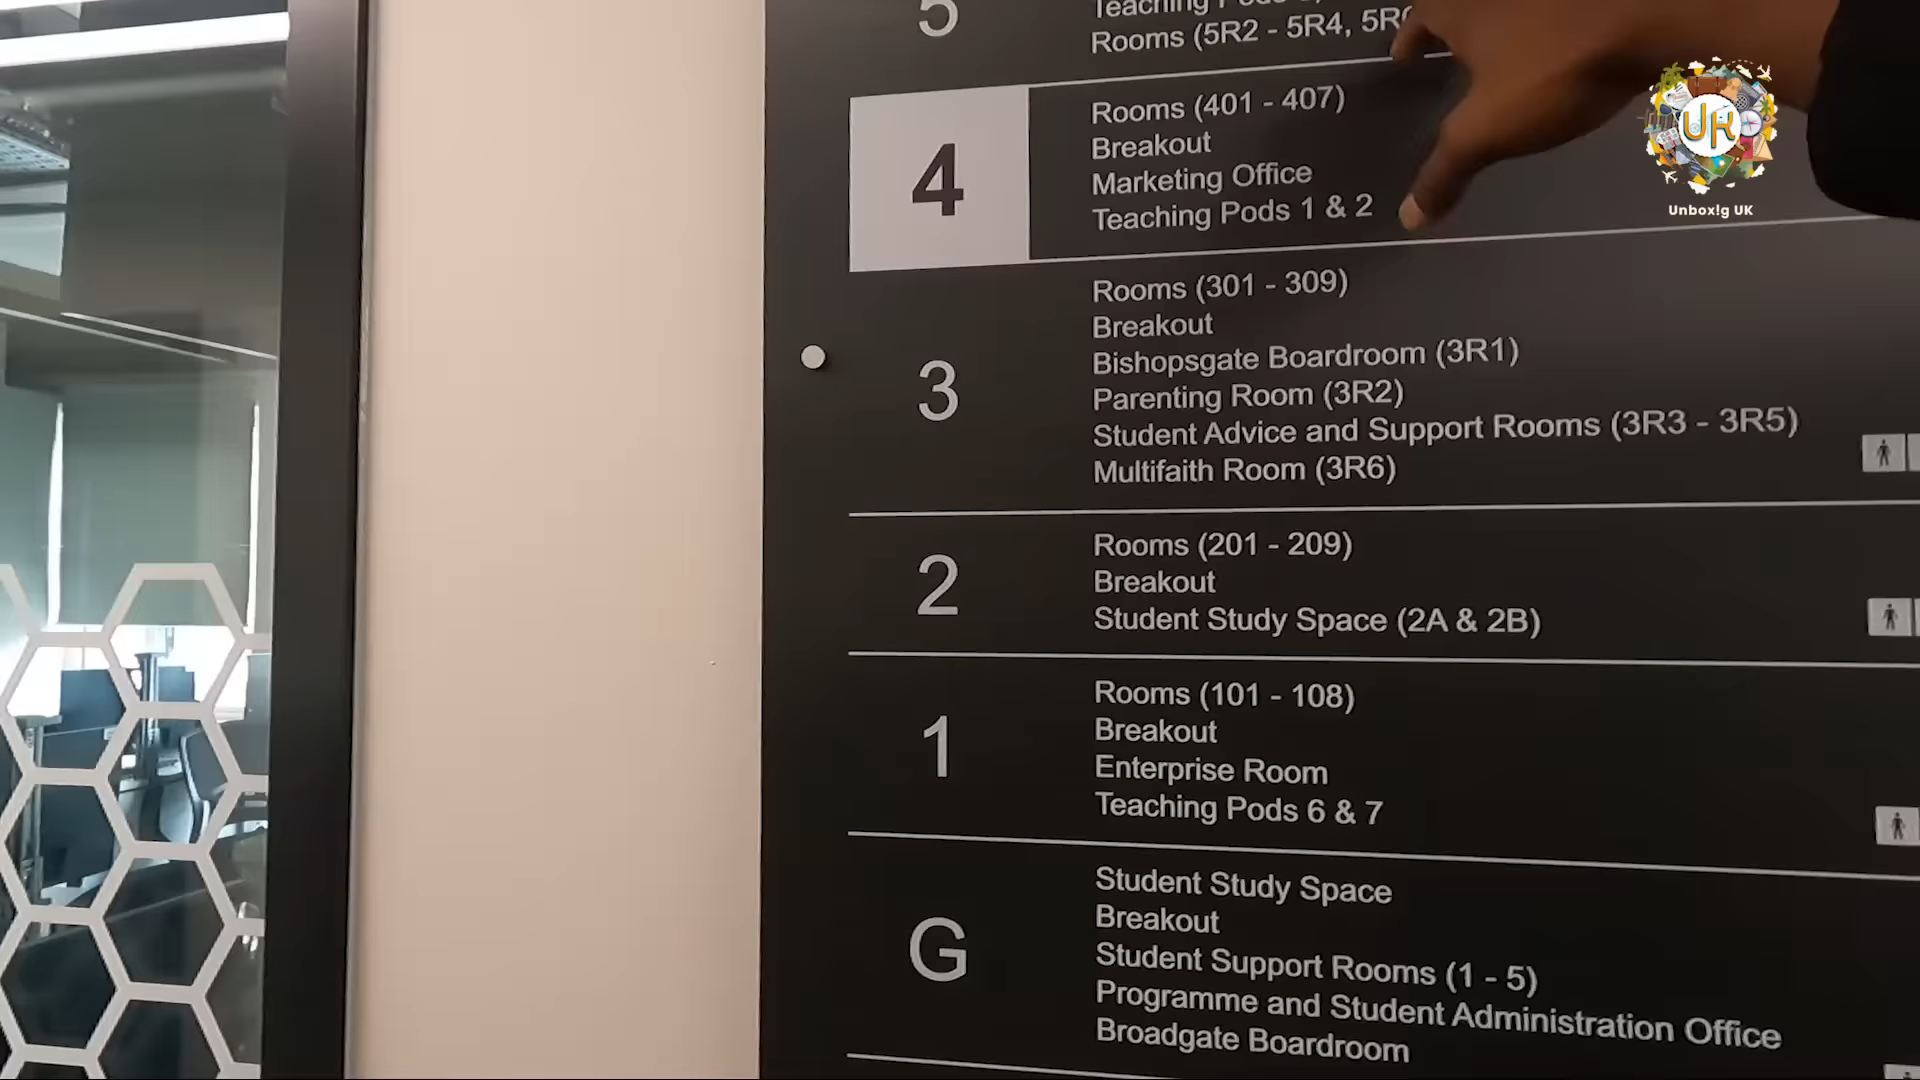 5
Teaching
Rooms (5R2 - 5R4,
4
Rooms (401 - 407)
Breakout
Marketing Office
Teaching Pods 1 & 2
3
Rooms (301 - 309)
Breakout
Bishopsgate Boardroom (3R1)
Parenting Room (3R2)
Student Advice and Support Rooms (3R3 - 3R5)
Multifaith Room (3R6)
2
Rooms (201 - 209)
Breakout
Student Study Space (2A & 2B)
1
Rooms (101 - 108)
Breakout
Enterprise Room
Teaching Pods 6 & 7
G
Student Study Space
Breakout
Student Support Rooms (1 - 5)
Programme and Student Administration Office
Broadgate Boardroom
UK
Unbox!g UK